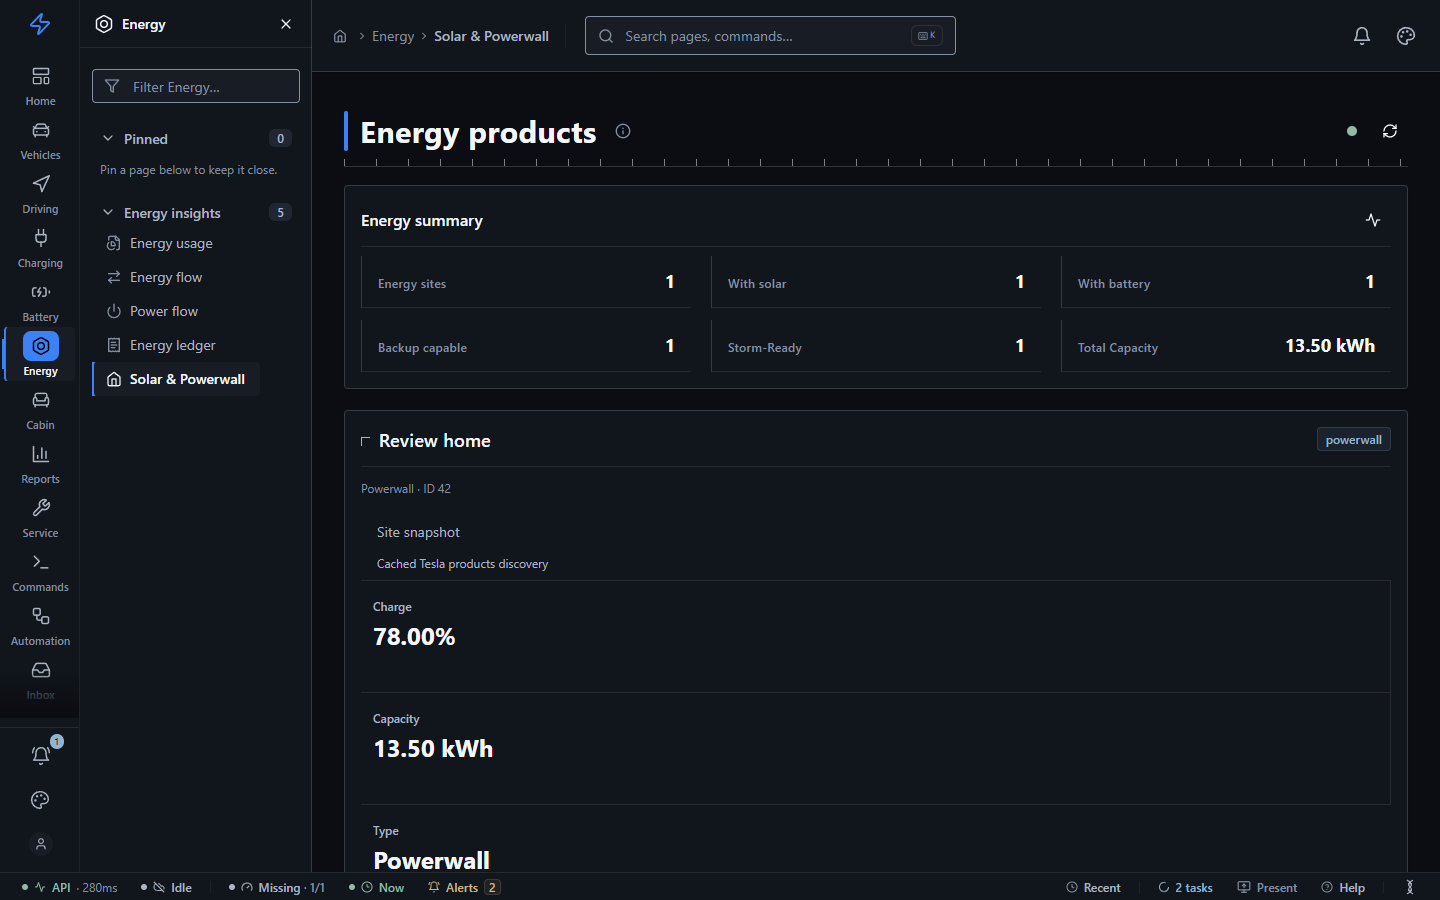 Energy
Home
Vehicles
Driving
Charging
Battery
Energy
Cabin
Reports
Service
Commands
Automation
Inbox
1
Filter Energy...
Pinned 0
Pin a page below to keep it close.
Energy insights 5
Energy usage
Energy flow
Power flow
Energy ledger
Solar & Powerwall
Energy Solar & Powerwall
Search pages, commands... K
Energy products
Energy summary
Energy sites 1
With solar 1
With battery 1
Backup capable 1
Storm-Ready 1
Total Capacity 13.50 kWh
Review home powerwall
Powerwall · ID 42
Site snapshot
Cached Tesla products discovery
Charge
78.00%
Capacity
13.50 kWh
Type
Powerwall
API · 280ms Idle Missing · 1/1 Now Alerts 2 Recent 2 tasks Present Help